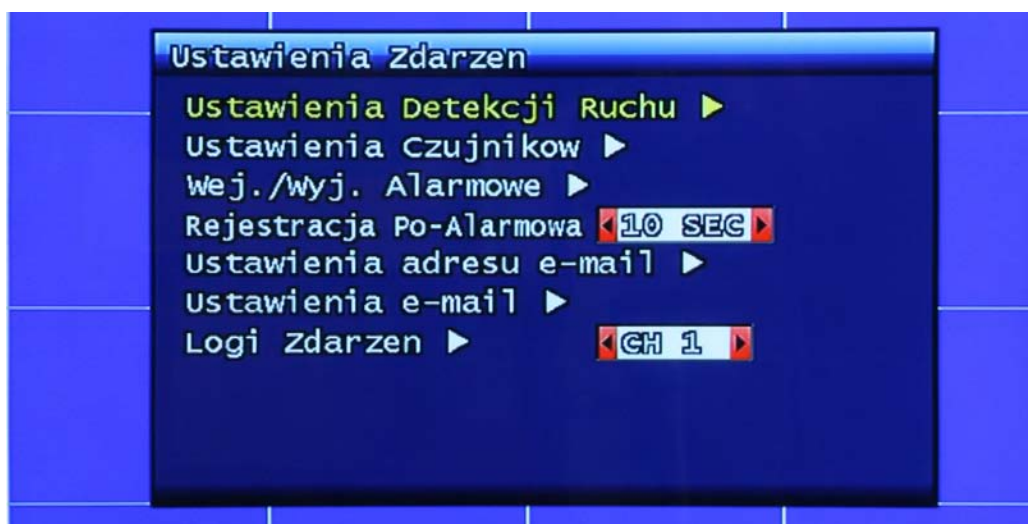 Ustawienia Zdarzen
Ustawienia Detekcji Ruchu ▶
Ustawienia Czujnikow ▶
Wej./Wyj. Alarmowe ▶
Rejestracja Po-Alarmowa 10 SEC
Ustawienia adresu e-mail ▶
Ustawienia e-mail ▶
Logi Zdarzen ▶ CH 1